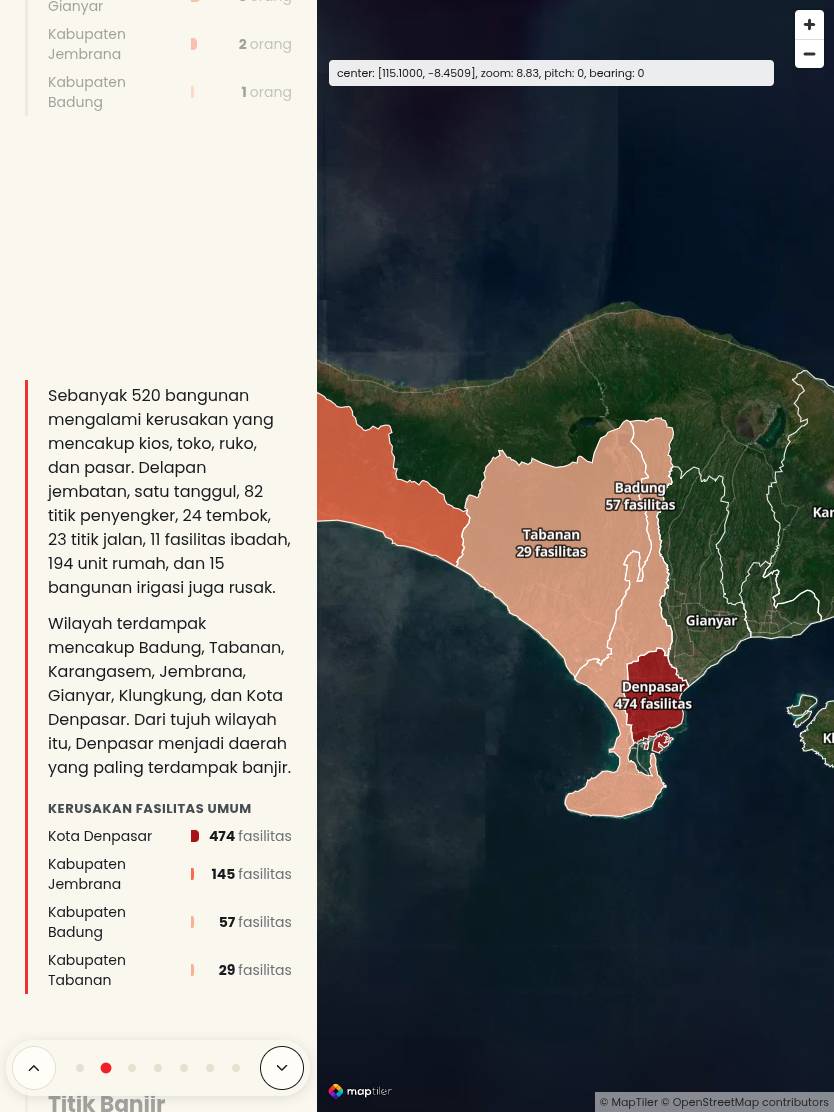 Gianyar
Kabupaten
Jembrana
2 orang
Kabupaten
Badung
1 orang
Sebanyak 520 bangunan
mengalami kerusakan yang
mencakup kios, toko, ruko,
dan pasar. Delapan
jembatan, satu tanggul, 82
titik penyengker, 24 tembok,
23 titik jalan, 11 fasilitas ibadah,
194 unit rumah, dan 15
bangunan irigasi juga rusak.
Wilayah terdampak
mencakup Badung, Tabanan,
Karangasem, Jembrana,
Gianyar, Klungkung, dan Kota
Denpasar. Dari tujuh wilayah
itu, Denpasar menjadi daerah
yang paling terdampak banjir.
KERUSAKAN FASILITAS UMUM
Kota Denpasar 474 fasilitas
Kabupaten
Jembrana
145 fasilitas
Kabupaten
Badung
57 fasilitas
Kabupaten
Tabanan
29 fasilitas
Titik Banjir
center: [115.1000, -8.4509], zoom: 8.83, pitch: 0, bearing: 0
Badung
57 fasilitas
Kar
Tabanan
29 fasilitas
Gianyar
Denpasar
474 fasilitas
Kl
maptiler
© MapTiler © OpenStreetMap contributors